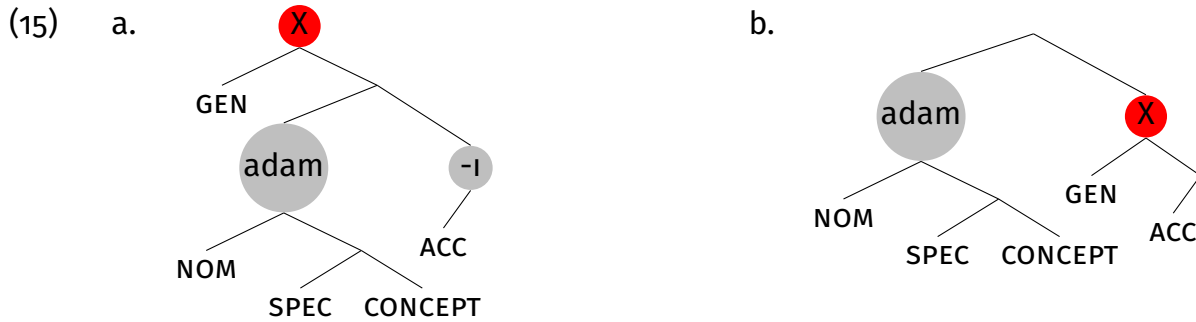 (15) a. X b.
GEN adam X
adam -ı GEN
NOM ACC
ACC SPEC CONCEPT
NOM
SPEC CONCEPT